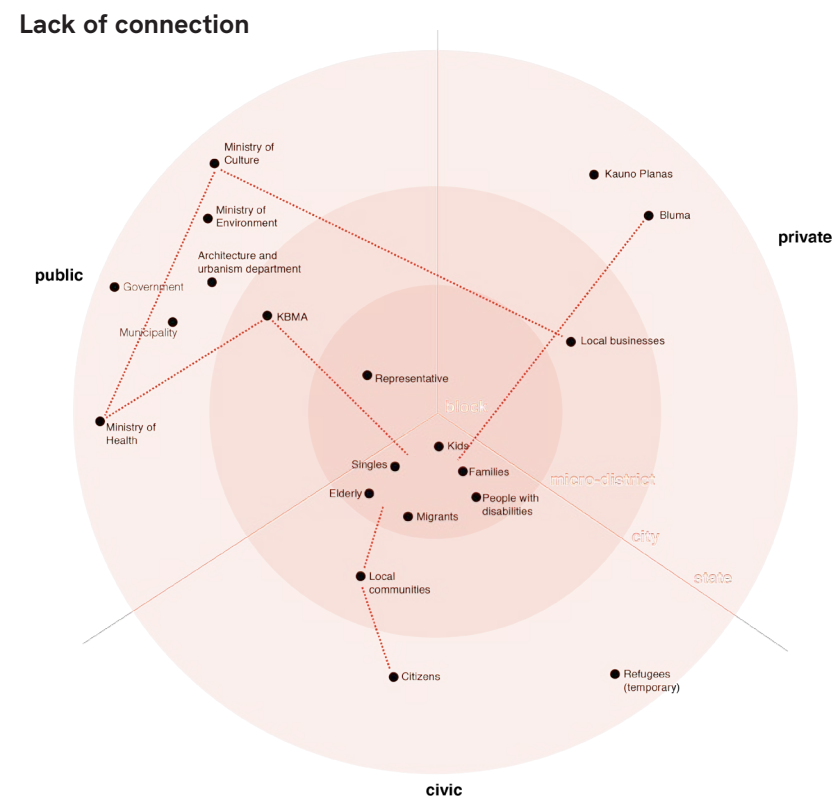 Lack of connection
Ministry of
Culture
Kauno Planas
Ministry of
Environment
Bluma
private
Architecture and
urbanism department
public
Government
KBMA
Municipality
Local businesses
Representative
block
Ministry of
Health
Kids
Singles
Families
micro-district
Elderly
People with
disabilities
Migrants
city
Local
communities
state
Citizens
Refugees
(temporary)
civic